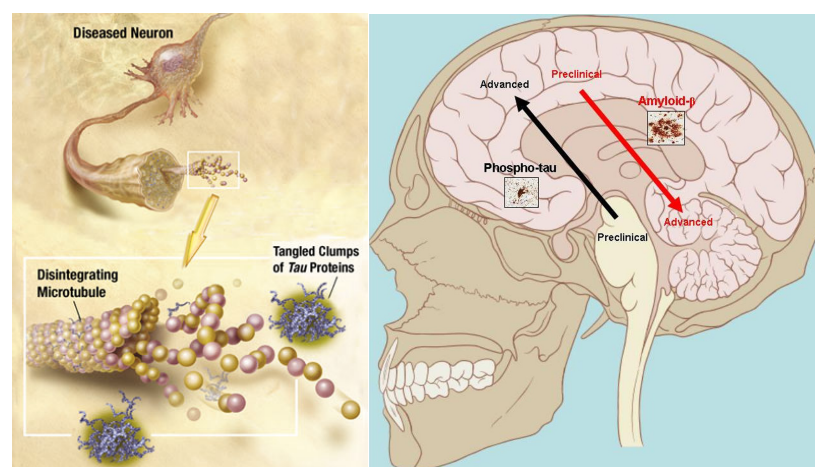 Diseased Neuron
Disintegrating
Microtubule
Tangled Clumps
of Tau Proteins
Advanced
Preclinical
Amyloid-β
Phospho-tau
Advanced
Preclinical